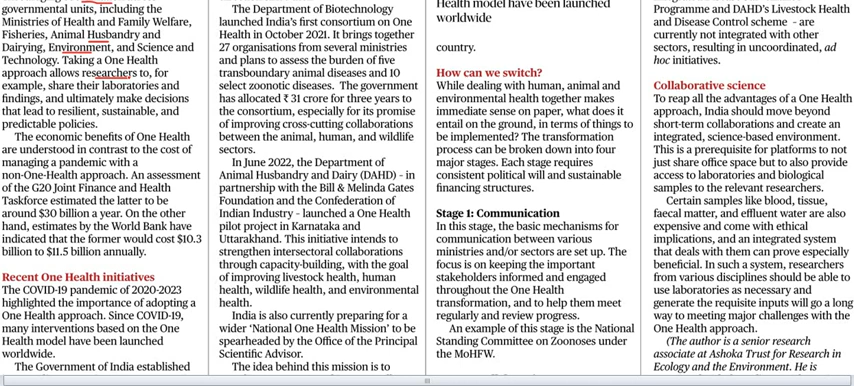 governmental units, including the
Ministries of Health and Family Welfare,
Fisheries, Animal Husbandry and
Dairying, Environment, and Science and
Technology. Taking a One Health
approach allows researchers to, for
example, share their laboratories and
findings, and ultimately make decisions
that lead to resilient, sustainable, and
predictable policies.
The economic benefits of One Health
are understood in contrast to the cost of
managing a pandemic with a
non-One-Health approach. An assessment
of the G20 Joint Finance and Health
Taskforce estimated the latter to be
around $30 billion a year. On the other
hand, estimates by the World Bank have
indicated that the former would cost $10.3
billion to $11.5 billion annually.
Recent One Health initiatives
The COVID-19 pandemic of 2020-2023
highlighted the importance of adopting a
One Health approach. Since COVID-19,
many interventions based on the One
Health model have been launched
worldwide.
The Government of India established
The Department of Biotechnology
launched India's first consortium on One
Health in October 2021. It brings together
27 organisations from several ministries
and plans to assess the burden of five
transboundary animal diseases and 10
select zoonotic diseases. The government
has allocated ₹ 31 crore for three years to
the consortium, especially for its promise
of improving cross-cutting collaborations
between the animal, human, and wildlife
sectors.
In June 2022, the Department of
Animal Husbandry and Dairy (DAHD) - in
partnership with the Bill & Melinda Gates
Foundation and the Confederation of
Indian Industry - launched a One Health
pilot project in Karnataka and
Uttarakhand. This initiative intends to
strengthen intersectoral collaborations
through capacity-building, with the goal
of improving livestock health, human
health, wildlife health, and environmental
health.
India is also currently preparing for a
wider 'National One Health Mission' to be
spearheaded by the Office of the Principal
Scientific Advisor.
The idea behind this mission is to
Health model have been launched
worldwide
country.
How can we switch?
While dealing with human, animal and
environmental health together makes
immediate sense on paper, what does it
entail on the ground, in terms of things to
be implemented? The transformation
process can be broken down into four
major stages. Each stage requires
consistent political will and sustainable
financing structures.
Stage 1: Communication
In this stage, the basic mechanisms for
communication between various
ministries and/or sectors are set up. The
focus is on keeping the important
stakeholders informed and engaged
throughout the One Health
transformation, and to help them meet
regularly and review progress.
An example of this stage is the National
Standing Committee on Zoonoses under
the MoHFW.
Programme and DAHD's Livestock Health
and Disease Control scheme - are
currently not integrated with other
sectors, resulting in uncoordinated, ad
hoc initiatives.
Collaborative science
To reap all the advantages of a One Health
approach, India should move beyond
short-term collaborations and create an
integrated, science-based environment.
This is a prerequisite for platforms to not
just share office space but to also provide
access to laboratories and biological
samples to the relevant researchers.
Certain samples like blood, tissue,
faecal matter, and effluent water are also
expensive and come with ethical
implications, and an integrated system
that deals with them can prove especially
beneficial. In such a system, researchers
from various disciplines should be able to
use laboratories as necessary and
generate the requisite inputs will go a long
way to meeting major challenges with the
One Health approach.
(The author is a senior research
associate at Ashoka Trust for Research in
Ecology and the Environment. He is